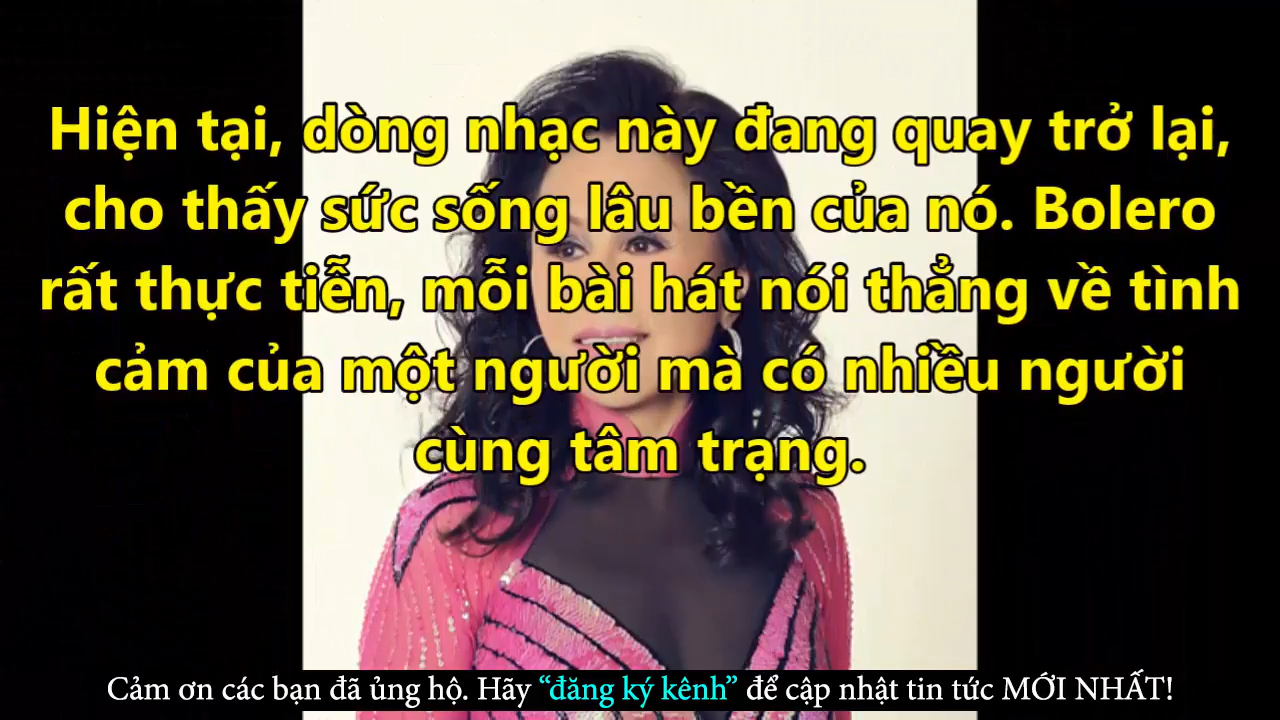 Hiện tại, dòng nhạc này đang quay trở lại,
cho thấy sức sống lâu bền của nó. Bolero
rất thực tiễn, mỗi bài hát nói thẳng về tình
cảm của một người mà có nhiều người
cùng tâm trạng.
Cảm ơn các bạn đã ủng hộ. Hãy “đăng ký kênh” để cập nhật tin tức MỚI NHẤT!